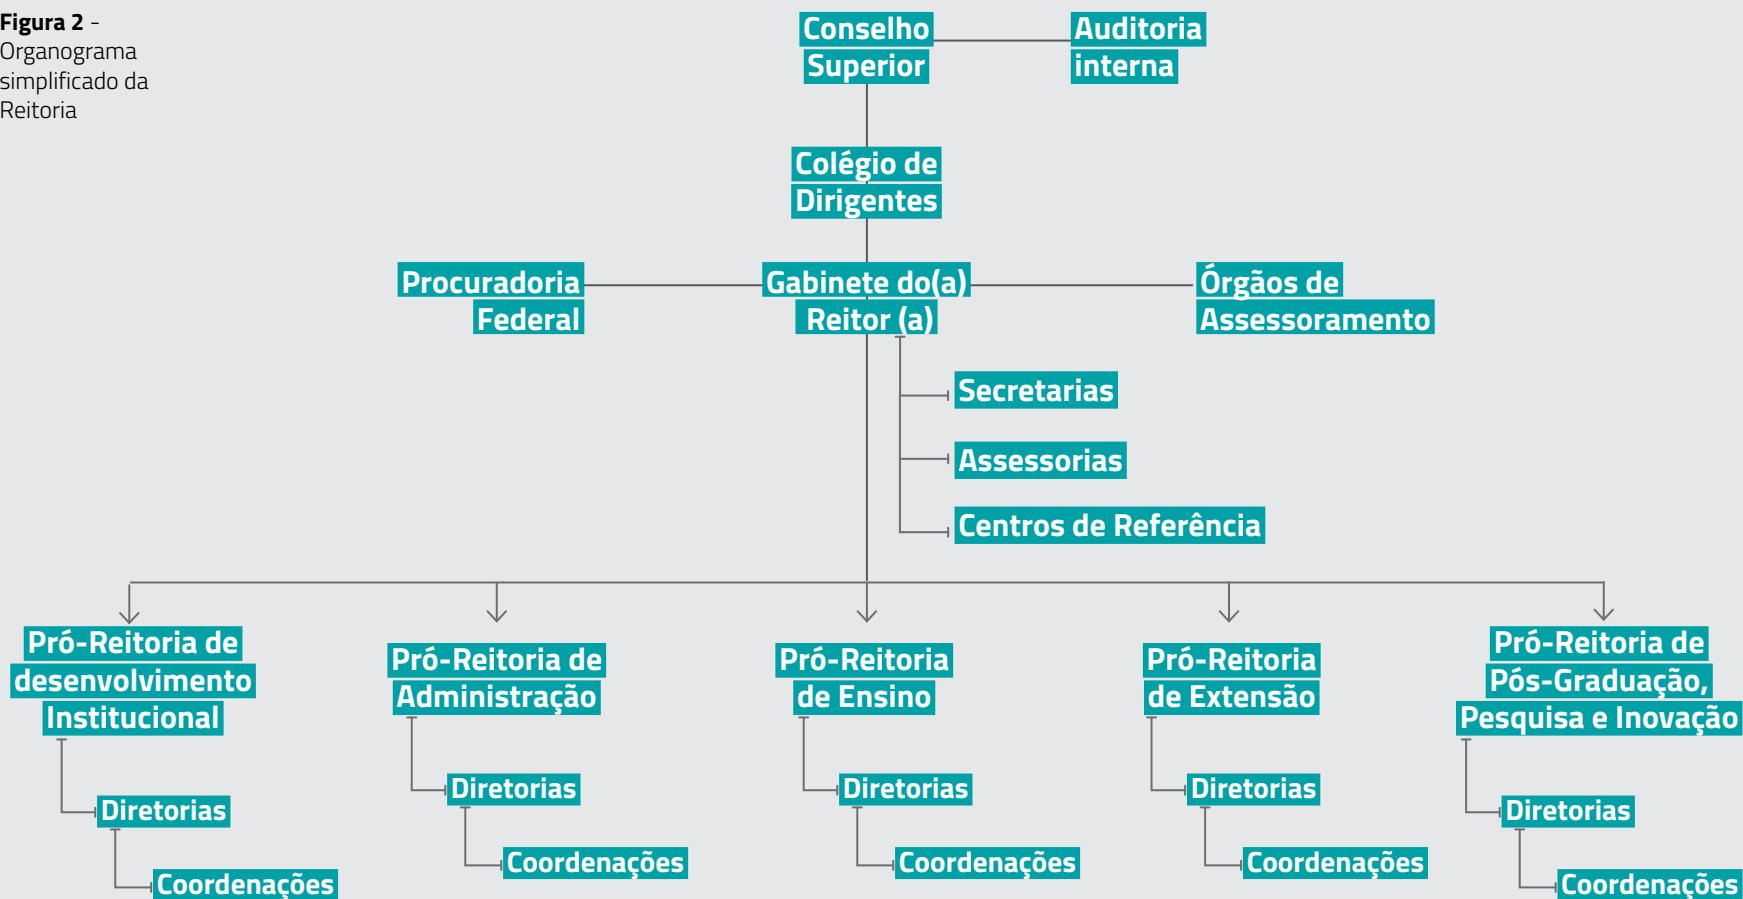 Figura 2 -
Organograma
simplificado da
Reitoria
Conselho
Superior
Auditoria
interna
Colégio de
Dirigentes
Procuradoria
Federal
Gabinete do(a)
Reitor (a)
Órgãos de
Assessoramento
Secretarias
Assessorias
Centros de Referência
Pró-Reitoria de
desenvolvimento
Institucional
Diretorias
Coordenações
Pró-Reitoria de
Administração
Diretorias
Coordenações
Pró-Reitoria
de Ensino
Diretorias
Coordenações
Pró-Reitoria
de Extensão
Diretorias
Coordenações
Pró-Reitoria de
Pós-Graduação,
Pesquisa e Inovação
Diretorias
Coordenações